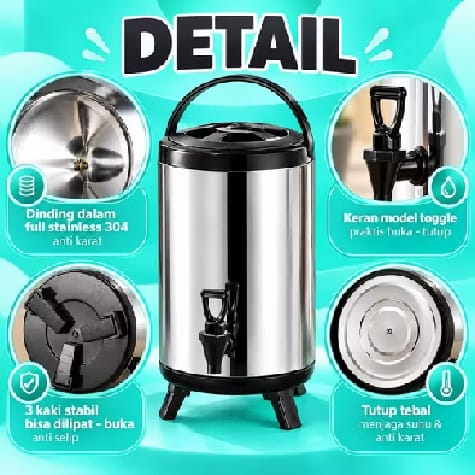 DETAIL
Dinding dalam
full stainless 304
anti karat
Keran model toggle
praktis buka - tutup
3 kaki stabil
bisa dilipat - buka
anti selip
Tutup tebal
menjaga suhu &
anti karat